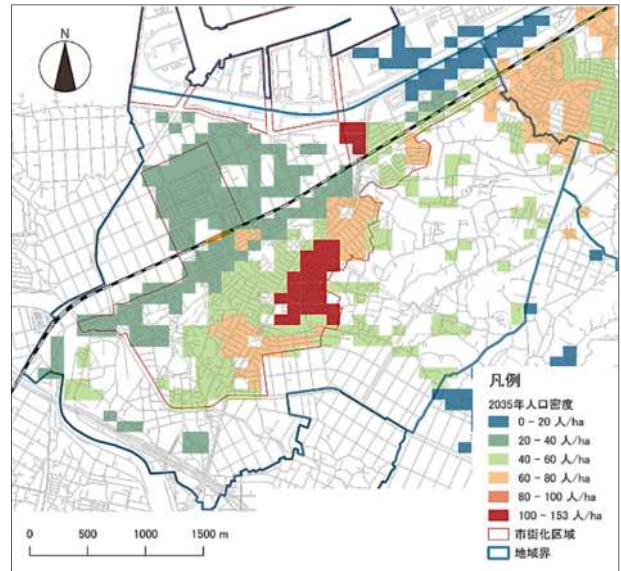 N
凡例
2035年人口密度
0 - 20 人/ha
20 - 40 人/ha
40 - 60 人/ha
60 - 80 人/ha
80 - 100 人/ha
100 - 153 人/ha
市街化区域
地域界
0 500 1000 1500 m